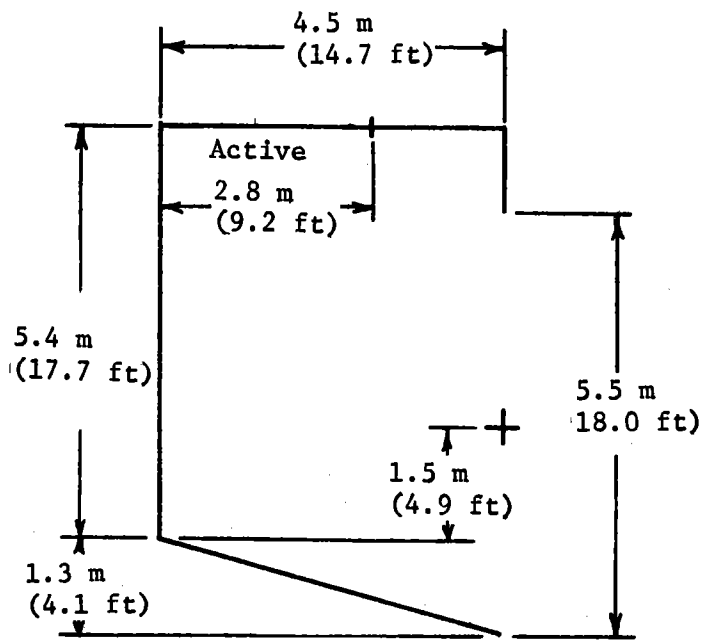 4.5 m
(14.7 ft)
Active
2.8 m
(9.2 ft)
5.4 m
(17.7 ft)
5.5 m
18.0 ft)
1.5 m
(4.9 ft)
1.3 m
(4.1 ft)